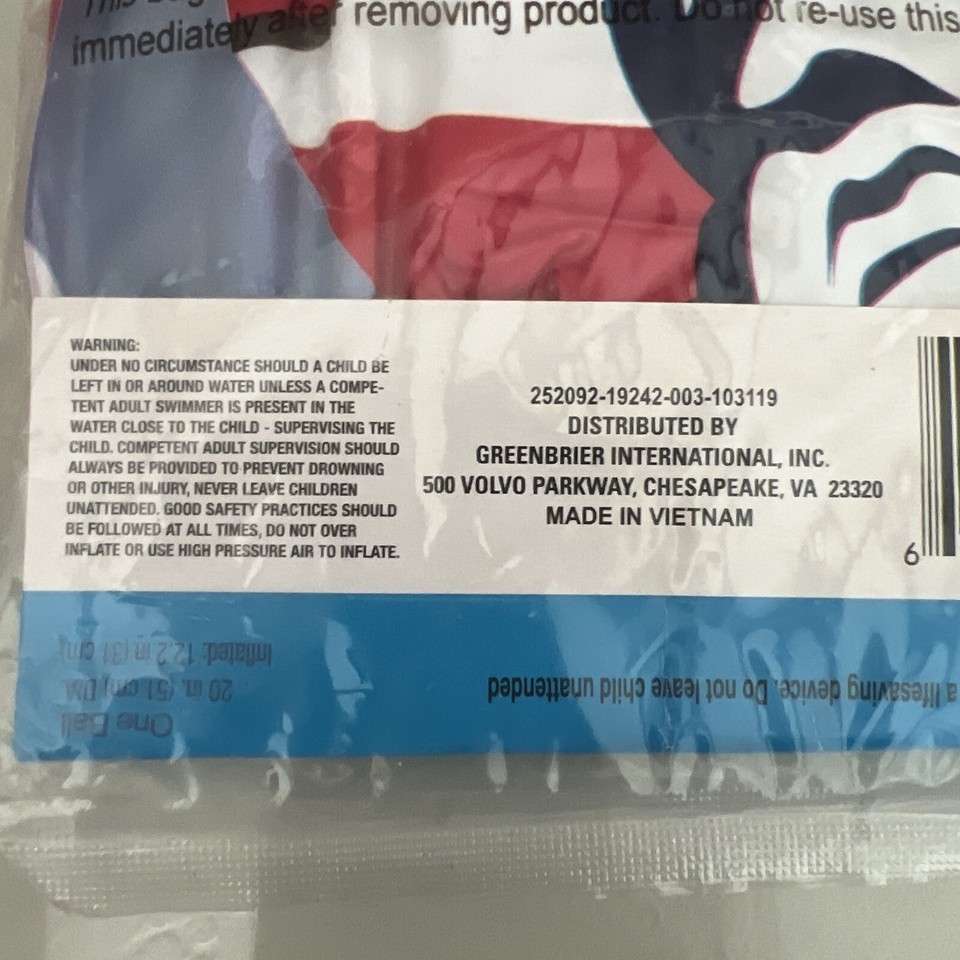 This
immediately after removing product. Do not re-use this
WARNING:
UNDER NO CIRCUMSTANCE SHOULD A CHILD BE
LEFT IN OR AROUND WATER UNLESS A COMPE-
TENT ADULT SWIMMER IS PRESENT IN THE
WATER CLOSE TO THE CHILD - SUPERVISING THE
CHILD. COMPETENT ADULT SUPERVISION SHOULD
ALWAYS BE PROVIDED TO PREVENT DROWNING
OR OTHER INJURY, NEVER LEAVE CHILDREN
UNATTENDED. GOOD SAFETY PRACTICES SHOULD
BE FOLLOWED AT ALL TIMES, DO NOT OVER
INFLATE OR USE HIGH PRESSURE AIR TO INFLATE.
252092-19242-003-103119
DISTRIBUTED BY
GREENBRIER INTERNATIONAL, INC.
500 VOLVO PARKWAY, CHESAPEAKE, VA 23320
MADE IN VIETNAM
6
a lifesaving device. Do not leave child unattended
One Ball
20 in. (51 cm) DM
Inflated: 12.2 in (31 cm)